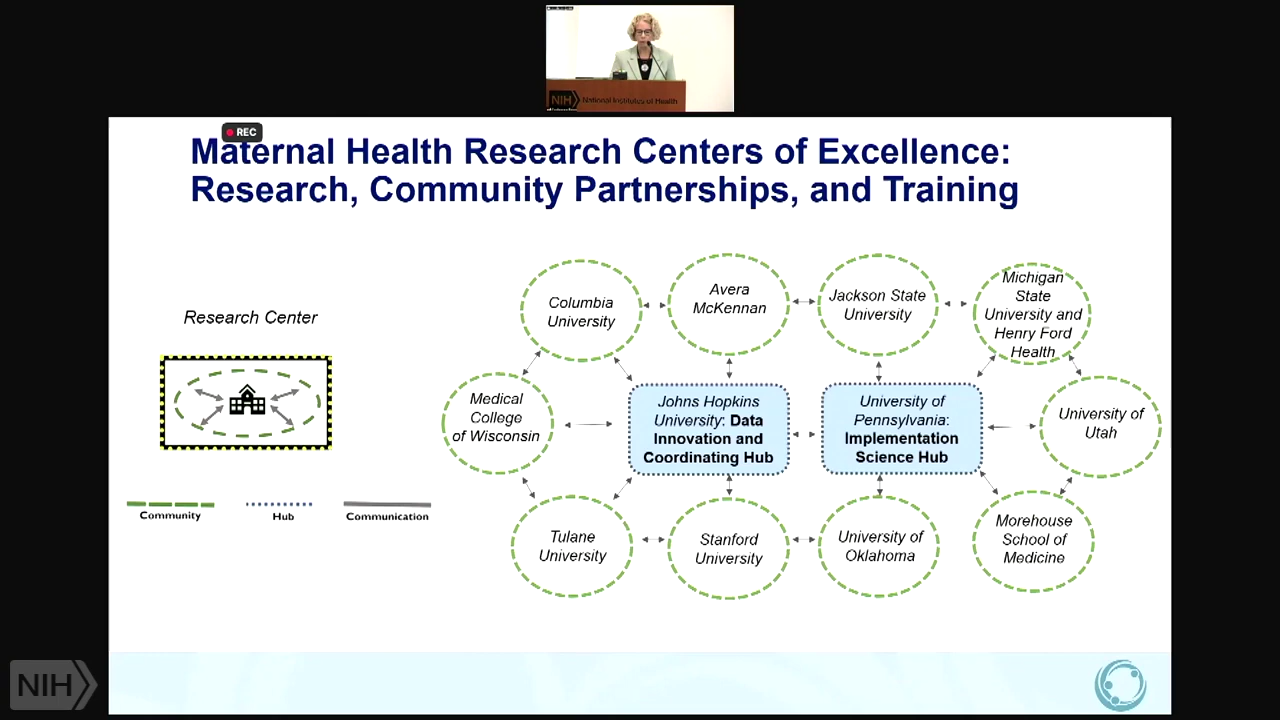 NIH National Institutes of Health
REC
Maternal Health Research Centers of Excellence:
Research, Community Partnerships, and Training
Research Center
Community
Hub
Communication
Columbia
University
Avera
McKennan
Jackson State
University
Michigan
State
University and
Henry Ford
Health
Medical
College
of Wisconsin
Johns Hopkins
University: Data
Innovation and
Coordinating Hub
University of
Pennsylvania:
Implementation
Science Hub
University of
Utah
Tulane
University
Stanford
University
University of
Oklahoma
Morehouse
School of
Medicine
NIH